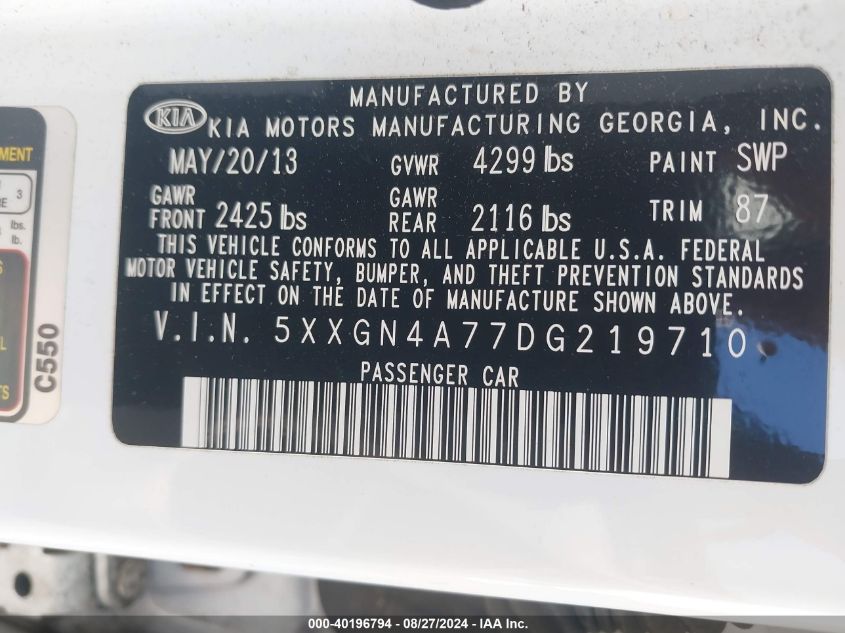 MANUFACTURED BY
KIA KIA MOTORS MANUFACTURING GEORGIA, INC.
MAY/20/13 GVWR 4299 lbs PAINT SWP
GAWR FRONT 2425 lbs GAWR REAR 2116 lbs TRIM 87
THIS VEHICLE CONFORMS TO ALL APPLICABLE U.S.A. FEDERAL
MOTOR VEHICLE SAFETY, BUMPER, AND THEFT PREVENTION STANDARDS
IN EFFECT ON THE DATE OF MANUFACTURE SHOWN ABOVE.
V.I.N. 5XXGN4A77DG219710
PASSENGER CAR
3
lbs.
lb.
C550
000-40196794 - 08/27/2024 - IAA Inc.